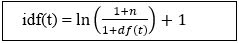 idf(t) = ln (1+n / 1+df(t)) + 1